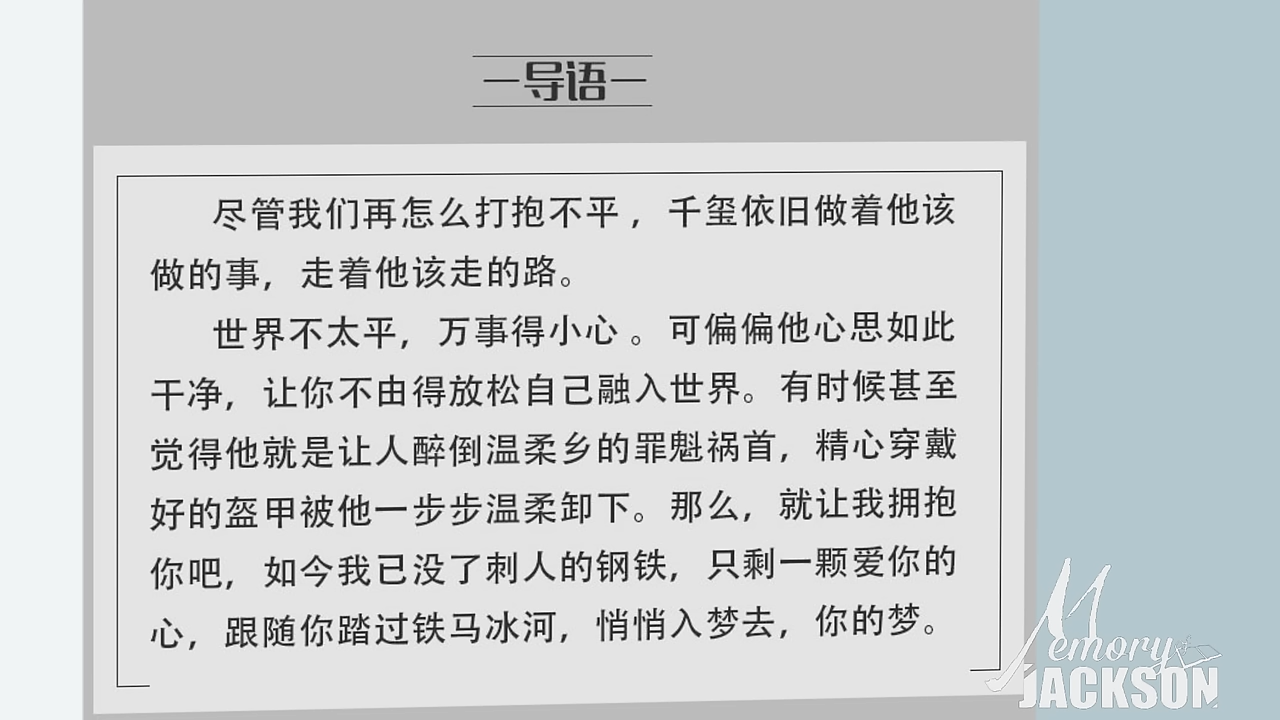 导语
尽管我们再怎么打抱不平，千玺依旧做着他该
做的事，走着他该走的路。
世界不太平，万事得小心。可偏偏他心思如此
干净，让你不由得放松自己融入世界。有时候甚至
觉得他就是让人醉倒温柔乡的罪魁祸首，精心穿戴
好的盔甲被他一步步温柔卸下。那么，就让我拥抱
你吧，如今我已没了刺人的钢铁，只剩一颗爱你的
心，跟随你踏过铁马冰河，悄悄入梦去，你的梦。
Memory
JACKSON